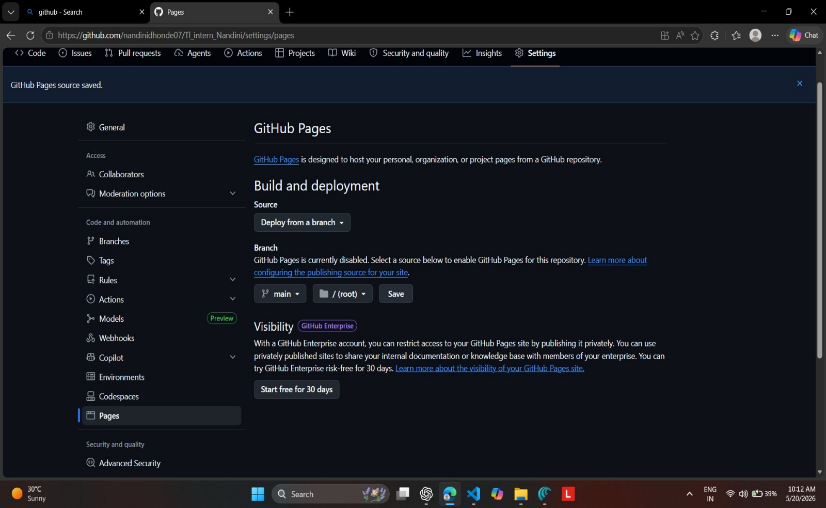 github - Search
Pages
https://github.com/nandinidhonde07/TI_intern_Nandini/settings/pages
Chat
Code
Issues
Pull requests
Agents
Actions
Projects
Wiki
Security and quality
Insights
Settings
GitHub Pages source saved.
General
Access
Collaborators
Moderation options
Code and automation
Branches
Tags
Rules
Actions
Models
Preview
Webhooks
Copilot
Environments
Codespaces
Pages
Security and quality
Advanced Security
GitHub Pages
GitHub Pages is designed to host your personal, organization, or project pages from a GitHub repository.
Build and deployment
Source
Deploy from a branch
Branch
GitHub Pages is currently disabled. Select a source below to enable GitHub Pages for this repository. Learn more about
configuring the publishing source for your site.
main
/ (root)
Save
Visibility
GitHub Enterprise
With a GitHub Enterprise account, you can restrict access to your GitHub Pages site by publishing it privately. You can use
privately published sites to share your internal documentation or knowledge base with members of your enterprise. You can
try GitHub Enterprise risk-free for 30 days. Learn more about the visibility of your GitHub Pages site.
Start free for 30 days
30°C
Sunny
Search
L
ENG
IN
39%
10:12 AM
5/20/2026